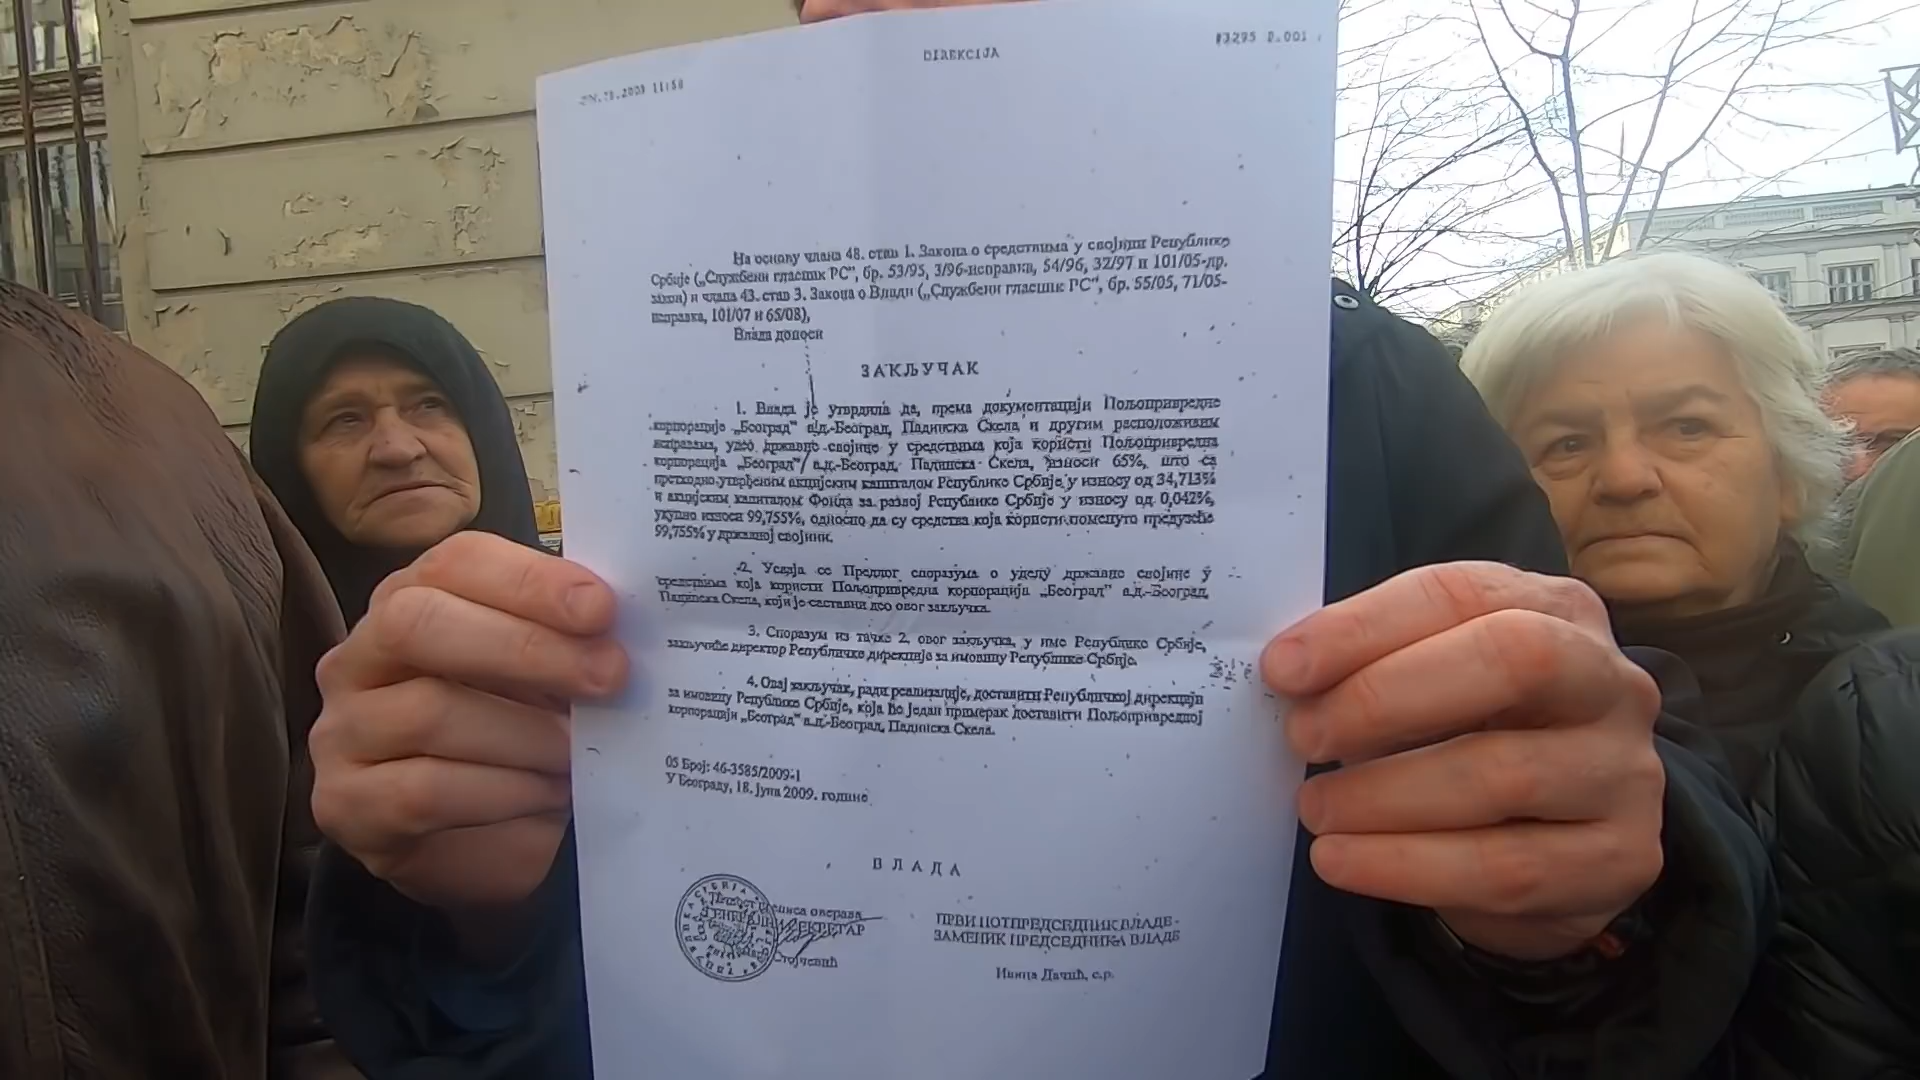 DIREKCIJA
#3295 P.001
11:58
На основу члана 48. став 1. Закона о средствима у својини Републике
Србије („Службени гласник РС“, бр. 53/95, 3/96-исправка, 54/96, 32/97 и 101/05-др.
закон) и члана 43. став 3. Закона о Влади („Службени гласник РС“, бр. 55/05, 71/05-
исправка, 101/07 и 65/08),
Влада доноси
ЗАКЉУЧАК
1. Влада је утврдила да, према документацији Пољопривредне
корпорације „Београд“ а.д.-Београд, Падинска Скела и другим расположивим
исправама, удео државне својине у средствима која користи Пољопривредна
корпорација „Београд“ а.д.-Београд, Падинска Скела, износи 65%, што са
претходно утврђеним акцијским капиталом Републике Србије у износу од 34,713%
и акцијским капиталом Фонда за развој Републике Србије у износу од 0,042%,
укупно износи 99,755%, односно да су средства која користи поменуто предузеће
99,755% у државној својини.
2. Усваја се Предлог споразума о уделу државне својине у
средствима која користи Пољопривредна корпорација „Београд“ а.д.-Београд,
Падинска Скела, који је саставни део овог закључка.
3. Споразум из тачке 2. овог закључка, у име Републике Србије,
закључиће директор Републичке дирекције за имовину Републике Србије.
4. Овај закључак, ради реализације, доставити Републичкој дирекцији
за имовину Републике Србије, која ће један примерак доставити Пољопривредној
корпорацији „Београд“ а.д.-Београд, Падинска Скела.
05 Број: 46-3585/2009-1
У Београду, 18. јуна 2009. године
ВЛАДА
Тачност преписа оверава
ГЕНЕРАЛНИ СЕКРЕТАР
Стојчевић
ПРВИ ПОТПРЕДСЕДНИК ВЛАДЕ -
ЗАМЕНИК ПРЕДСЕДНИКА ВЛАДЕ
Ивица Дачић, с.р.